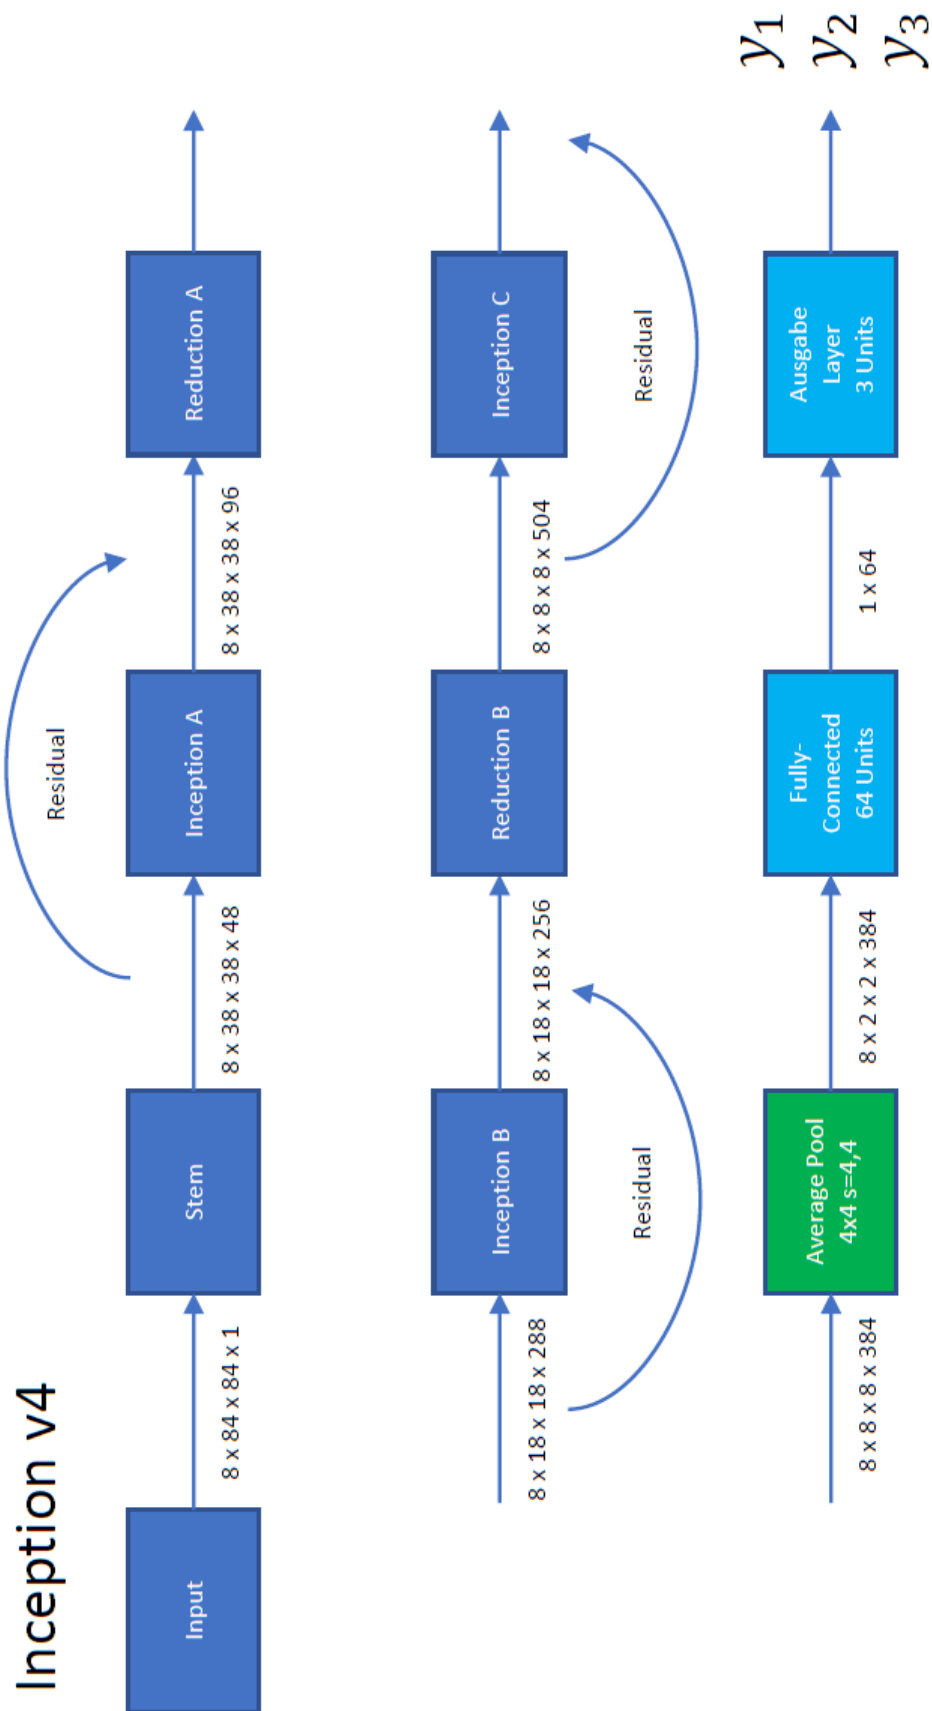 Inception v4
Residual
Input
8 x 84 x 84 x 1
Stem
8 x 38 x 38 x 48
Inception A
8 x 38 x 38 x 96
Reduction A
8 x 18 x 18 x 288
Inception B
8 x 18 x 18 x 256
Reduction B
8 x 8 x 8 x 504
Inception C
Residual
Residual
8 x 8 x 8 x 384
Average Pool
4x4 s=4,4
8 x 2 x 2 x 384
Fully-
Connected
64 Units
1 x 64
Ausgabe
Layer
3 Units
y₁
y₂
y₃